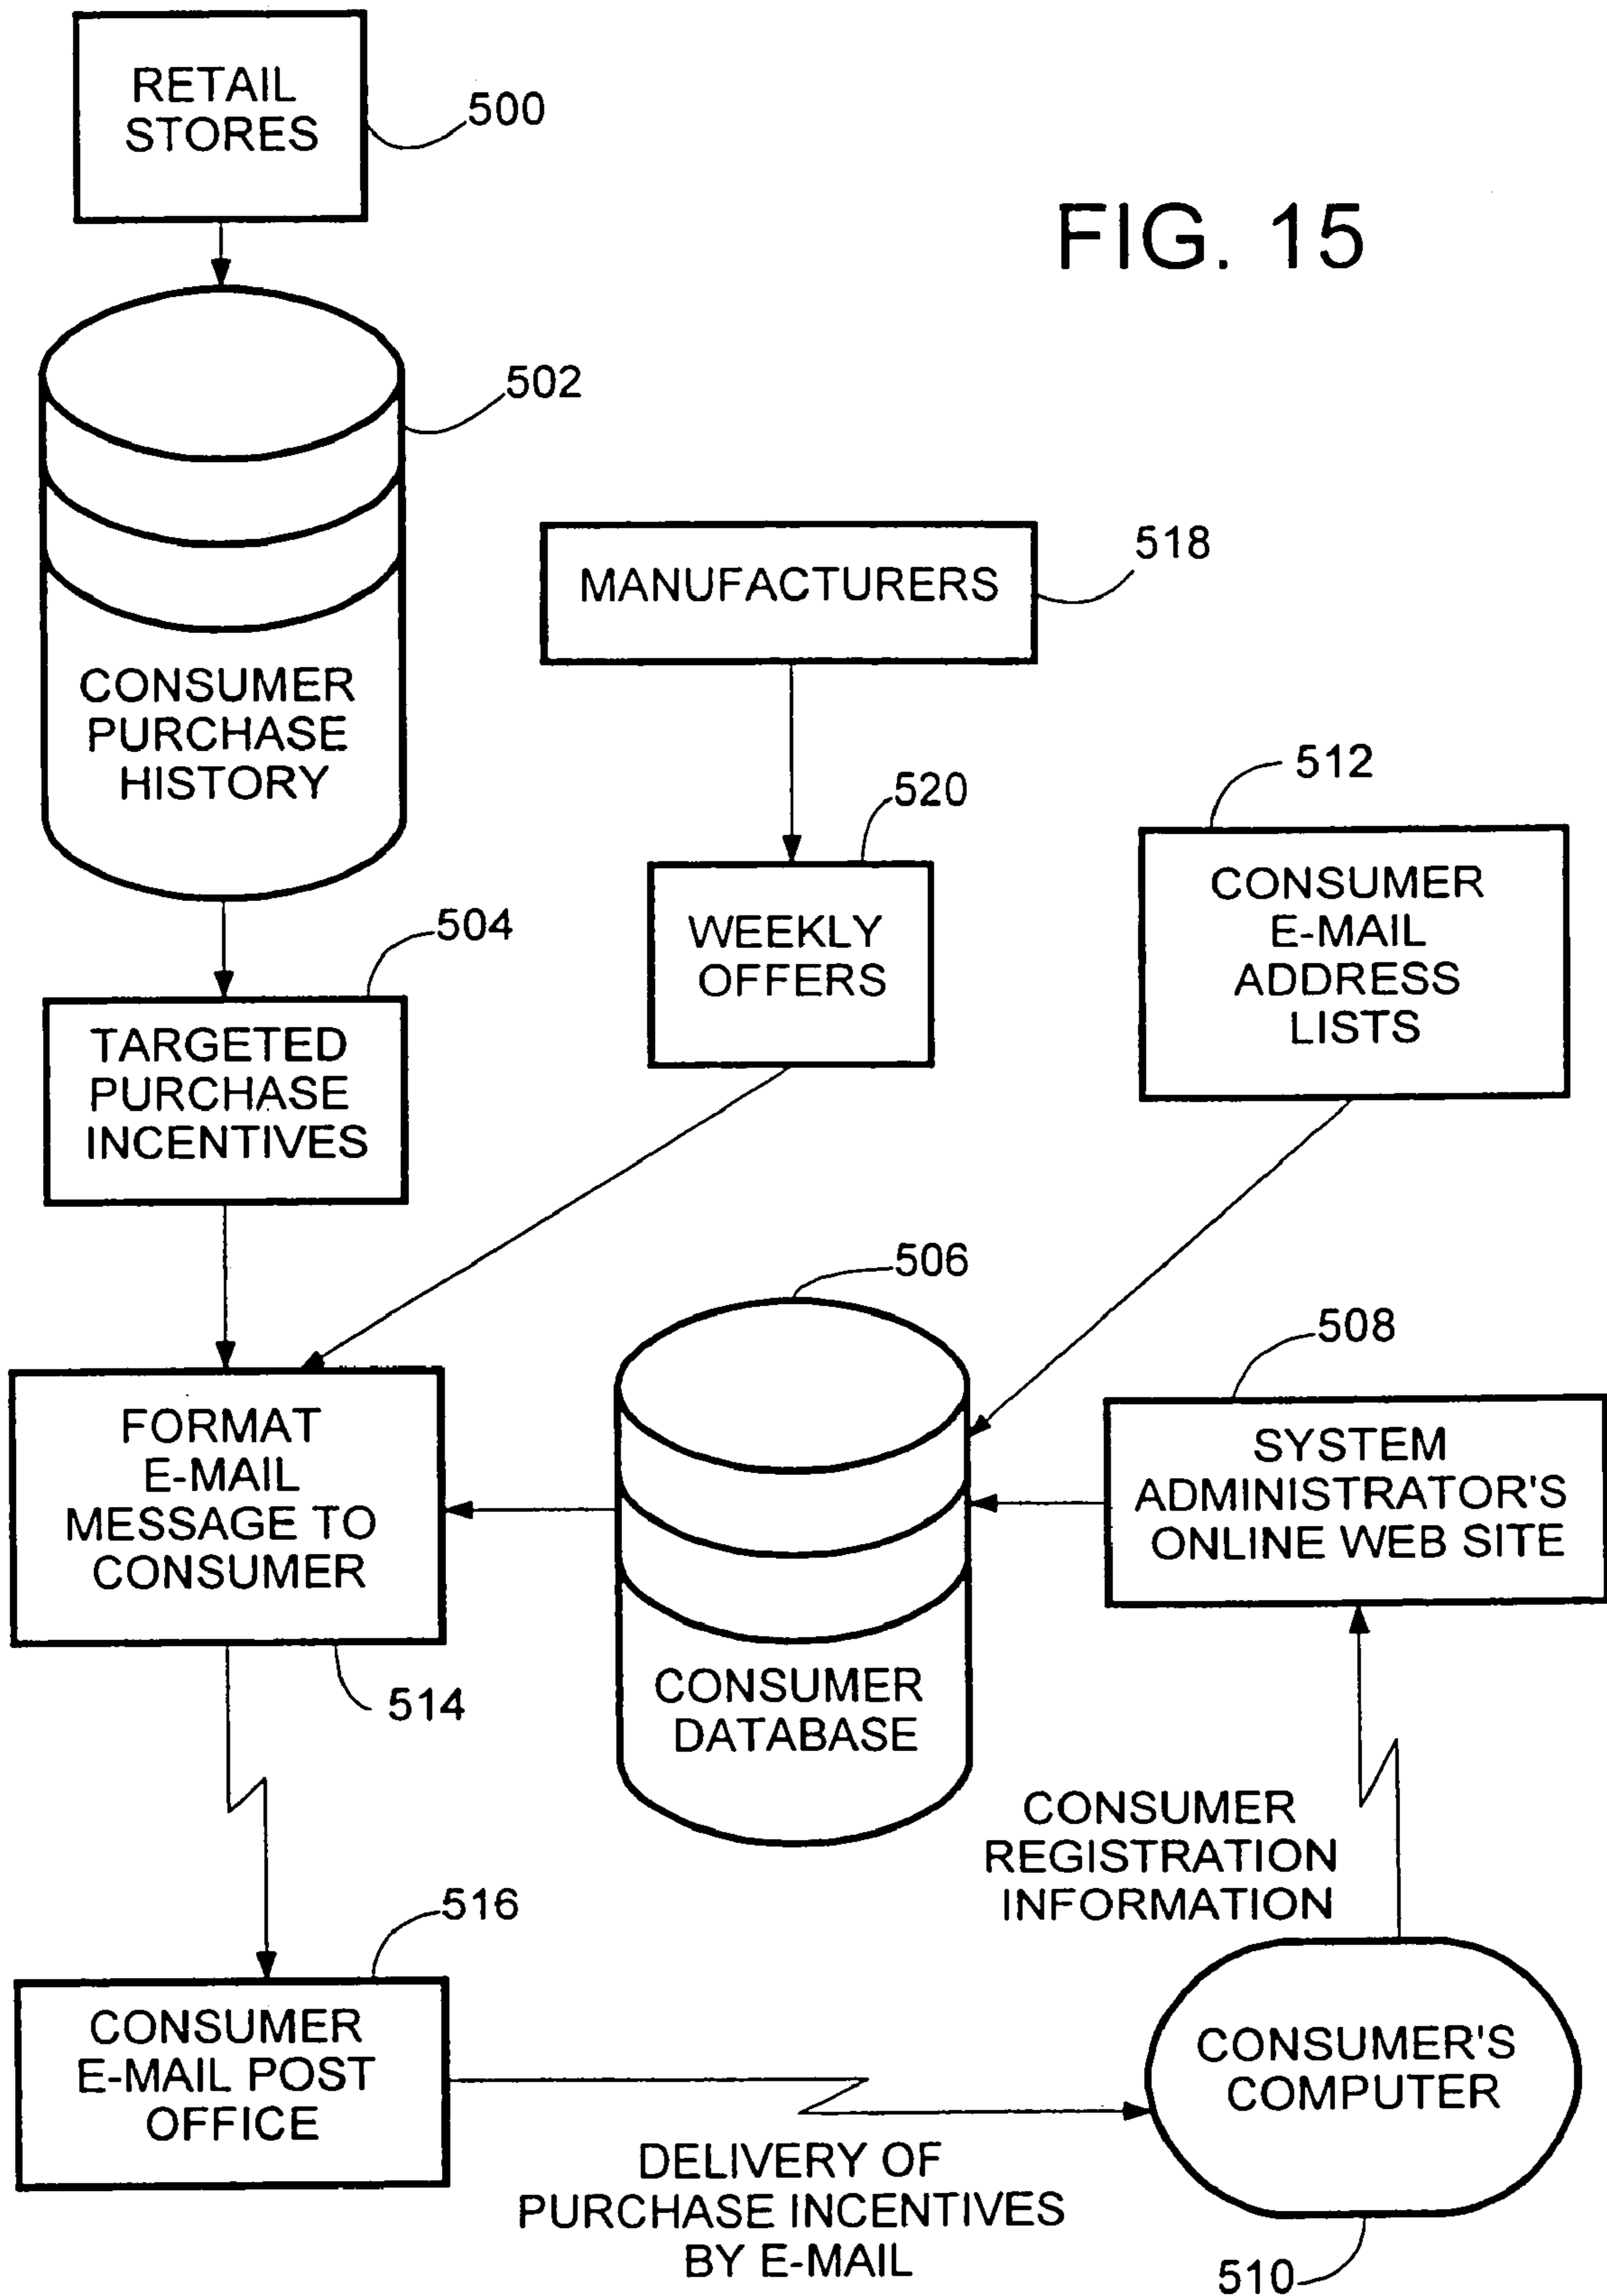 RETAIL
STORES
500
FIG. 15
502
CONSUMER
PURCHASE
HISTORY
MANUFACTURERS
518
520
WEEKLY
OFFERS
512
CONSUMER
E-MAIL
ADDRESS
LISTS
504
TARGETED
PURCHASE
INCENTIVES
506
CONSUMER
DATABASE
508
SYSTEM
ADMINISTRATOR'S
ONLINE WEB SITE
FORMAT
E-MAIL
MESSAGE TO
CONSUMER
514
CONSUMER
REGISTRATION
INFORMATION
516
CONSUMER
E-MAIL POST
OFFICE
DELIVERY OF
PURCHASE INCENTIVES
BY E-MAIL
CONSUMER'S
COMPUTER
510